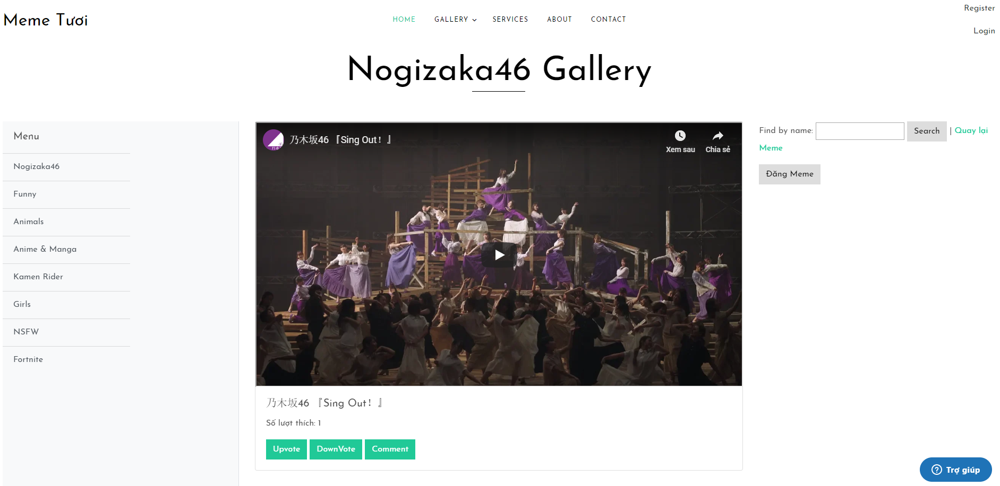 Meme Tươi
HOME GALLERY SERVICES ABOUT CONTACT
Register
Login
Nogizaka46 Gallery
Menu
Nogizaka46
Funny
Animals
Anime & Manga
Kamen Rider
Girls
NSFW
Fortnite
乃木坂46 『Sing Out！』
Xem sau Chia sẻ
乃木坂46 『Sing Out！』
Số lượt thích: 1
Upvote DownVote Comment
Find by name: Search | Quay lại
Meme
Đăng Meme
Trợ giúp